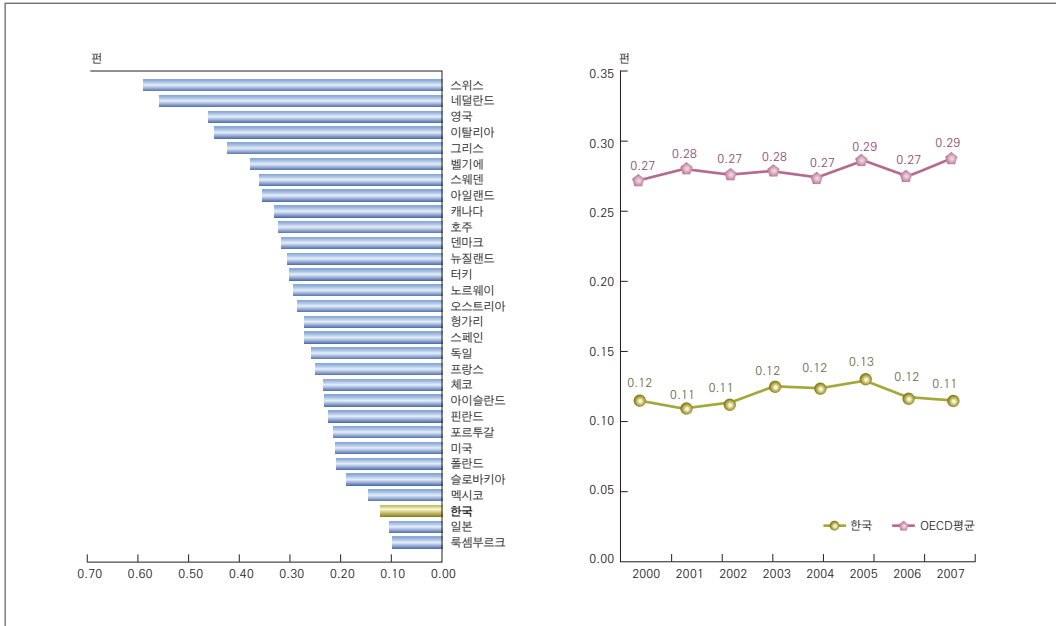 편
스위스
네덜란드
영국
이탈리아
그리스
벨기에
스웨덴
아일랜드
캐나다
호주
덴마크
뉴질랜드
터키
노르웨이
오스트리아
헝가리
스페인
독일
프랑스
체코
아이슬란드
핀란드
포르투갈
미국
폴란드
슬로바키아
멕시코
한국
일본
룩셈부르크
0.70 0.60 0.50 0.40 0.30 0.20 0.10 0.00
편
0.35
0.30
0.25
0.20
0.15
0.10
0.05
0.00
0.27 0.28 0.27 0.28 0.27 0.29 0.27 0.29
0.12 0.11 0.11 0.12 0.12 0.13 0.12 0.11
한국 OECD평균
2000 2001 2002 2003 2004 2005 2006 2007